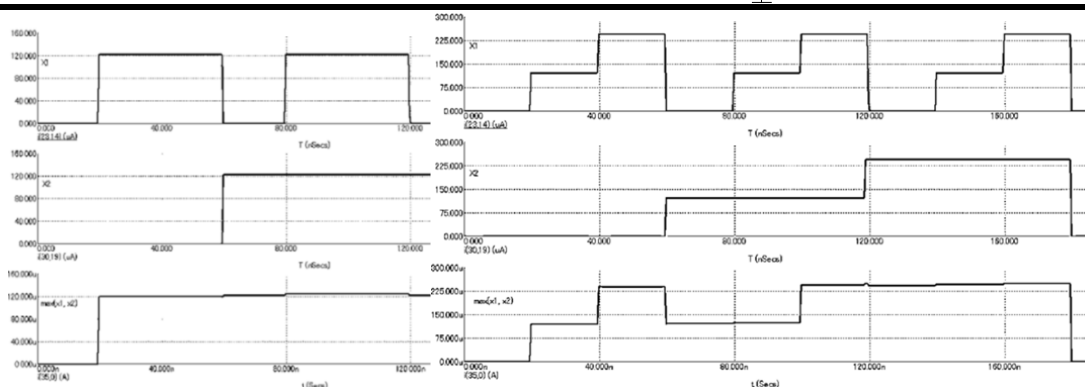 160.000
120.000
X1
80.000
40.000
0.000
0.000 40.000 80.000 120.000
i(23,14) (uA)
T (nSecs)
160.000
120.000
X2
80.000
40.000
0.000
0.000 40.000 80.000 120.000
i(30,19) (uA)
T (nSecs)
160.000u
120.000u
max(x1, x2)
80.000u
40.000u
0.000u
0.000n 40.000n 80.000n 120.000n
i(35,0) (A)
t (Secs)
300.000
225.000
X1
150.000
75.000
0.000
0.000 40.000 80.000 120.000 160.000
i(23,14) (uA)
T (nSecs)
300.000
225.000
X2
150.000
75.000
0.000
0.000 40.000 80.000 120.000 160.000
i(30,19) (uA)
T (nSecs)
300.000u
225.000u
max(x1, x2)
150.000u
75.000u
0.000u
0.000n 40.000n 80.000n 120.000n 160.000n
i(35,0) (A)
t (Secs)